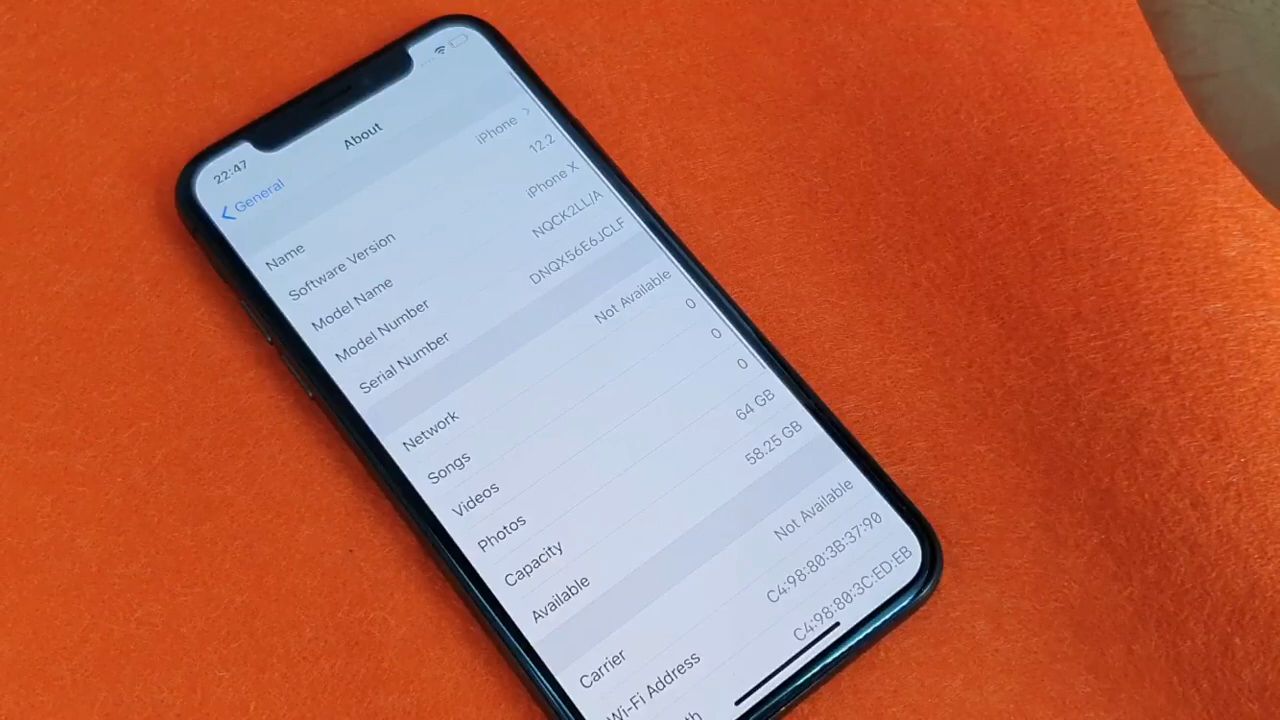 22:47
General
About
Name iPhone
Software Version 12.2
Model Name iPhone X
Model Number NQCK2LL/A
Serial Number DNQX56E6JCLF
Network Not Available
Songs 0
Videos 0
Photos 0
Capacity 64 GB
Available 58.25 GB
Carrier Not Available
Wi-Fi Address C4:98:80:3B:37:90
th C4:98:80:3C:ED:EB